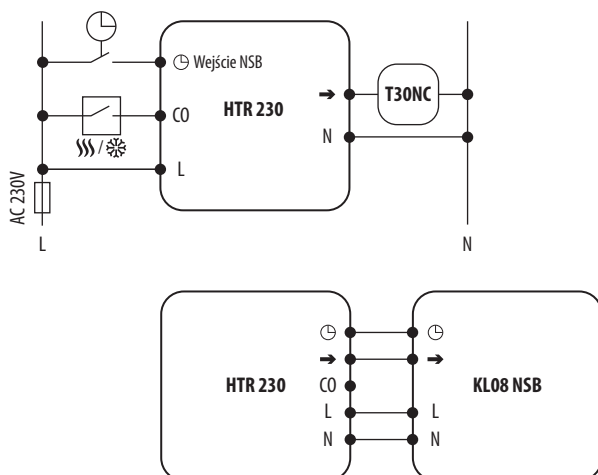 Wejście NSB
HTR 230
T30NC
CO
N
/
L
AC 230V
L
N
HTR 230
CO
L
N
KL08 NSB
L
N